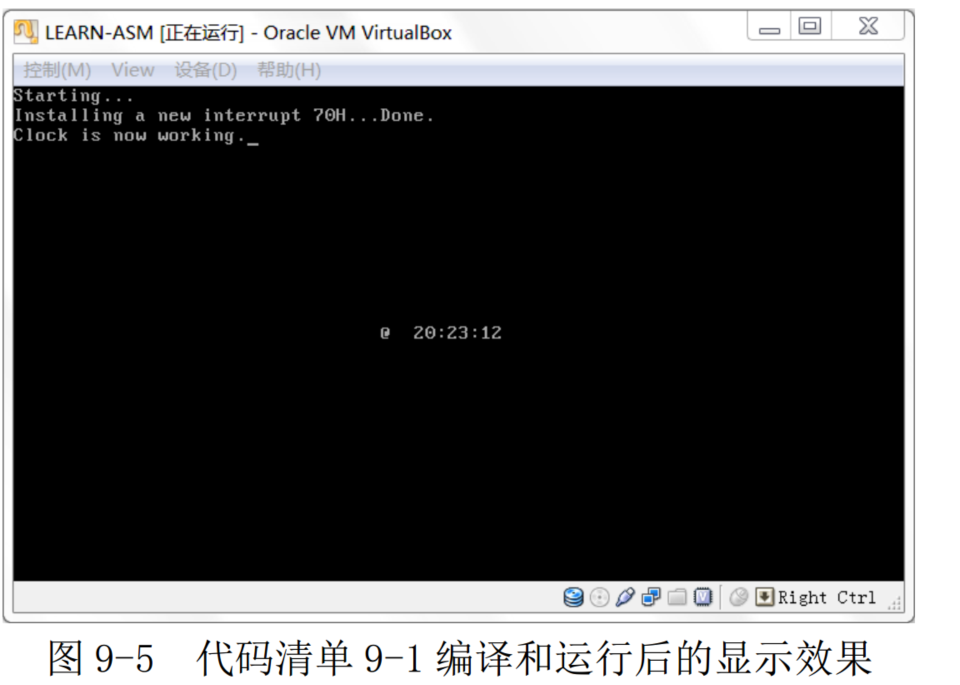 LEARN-ASM [正在运行] - Oracle VM VirtualBox
控制(M) View 设备(D) 帮助(H)
Starting...
Installing a new interrupt 70H...Done.
Clock is now working._
@ 20:23:12
Right Ctrl
图 9-5 代码清单 9-1 编译和运行后的显示效果